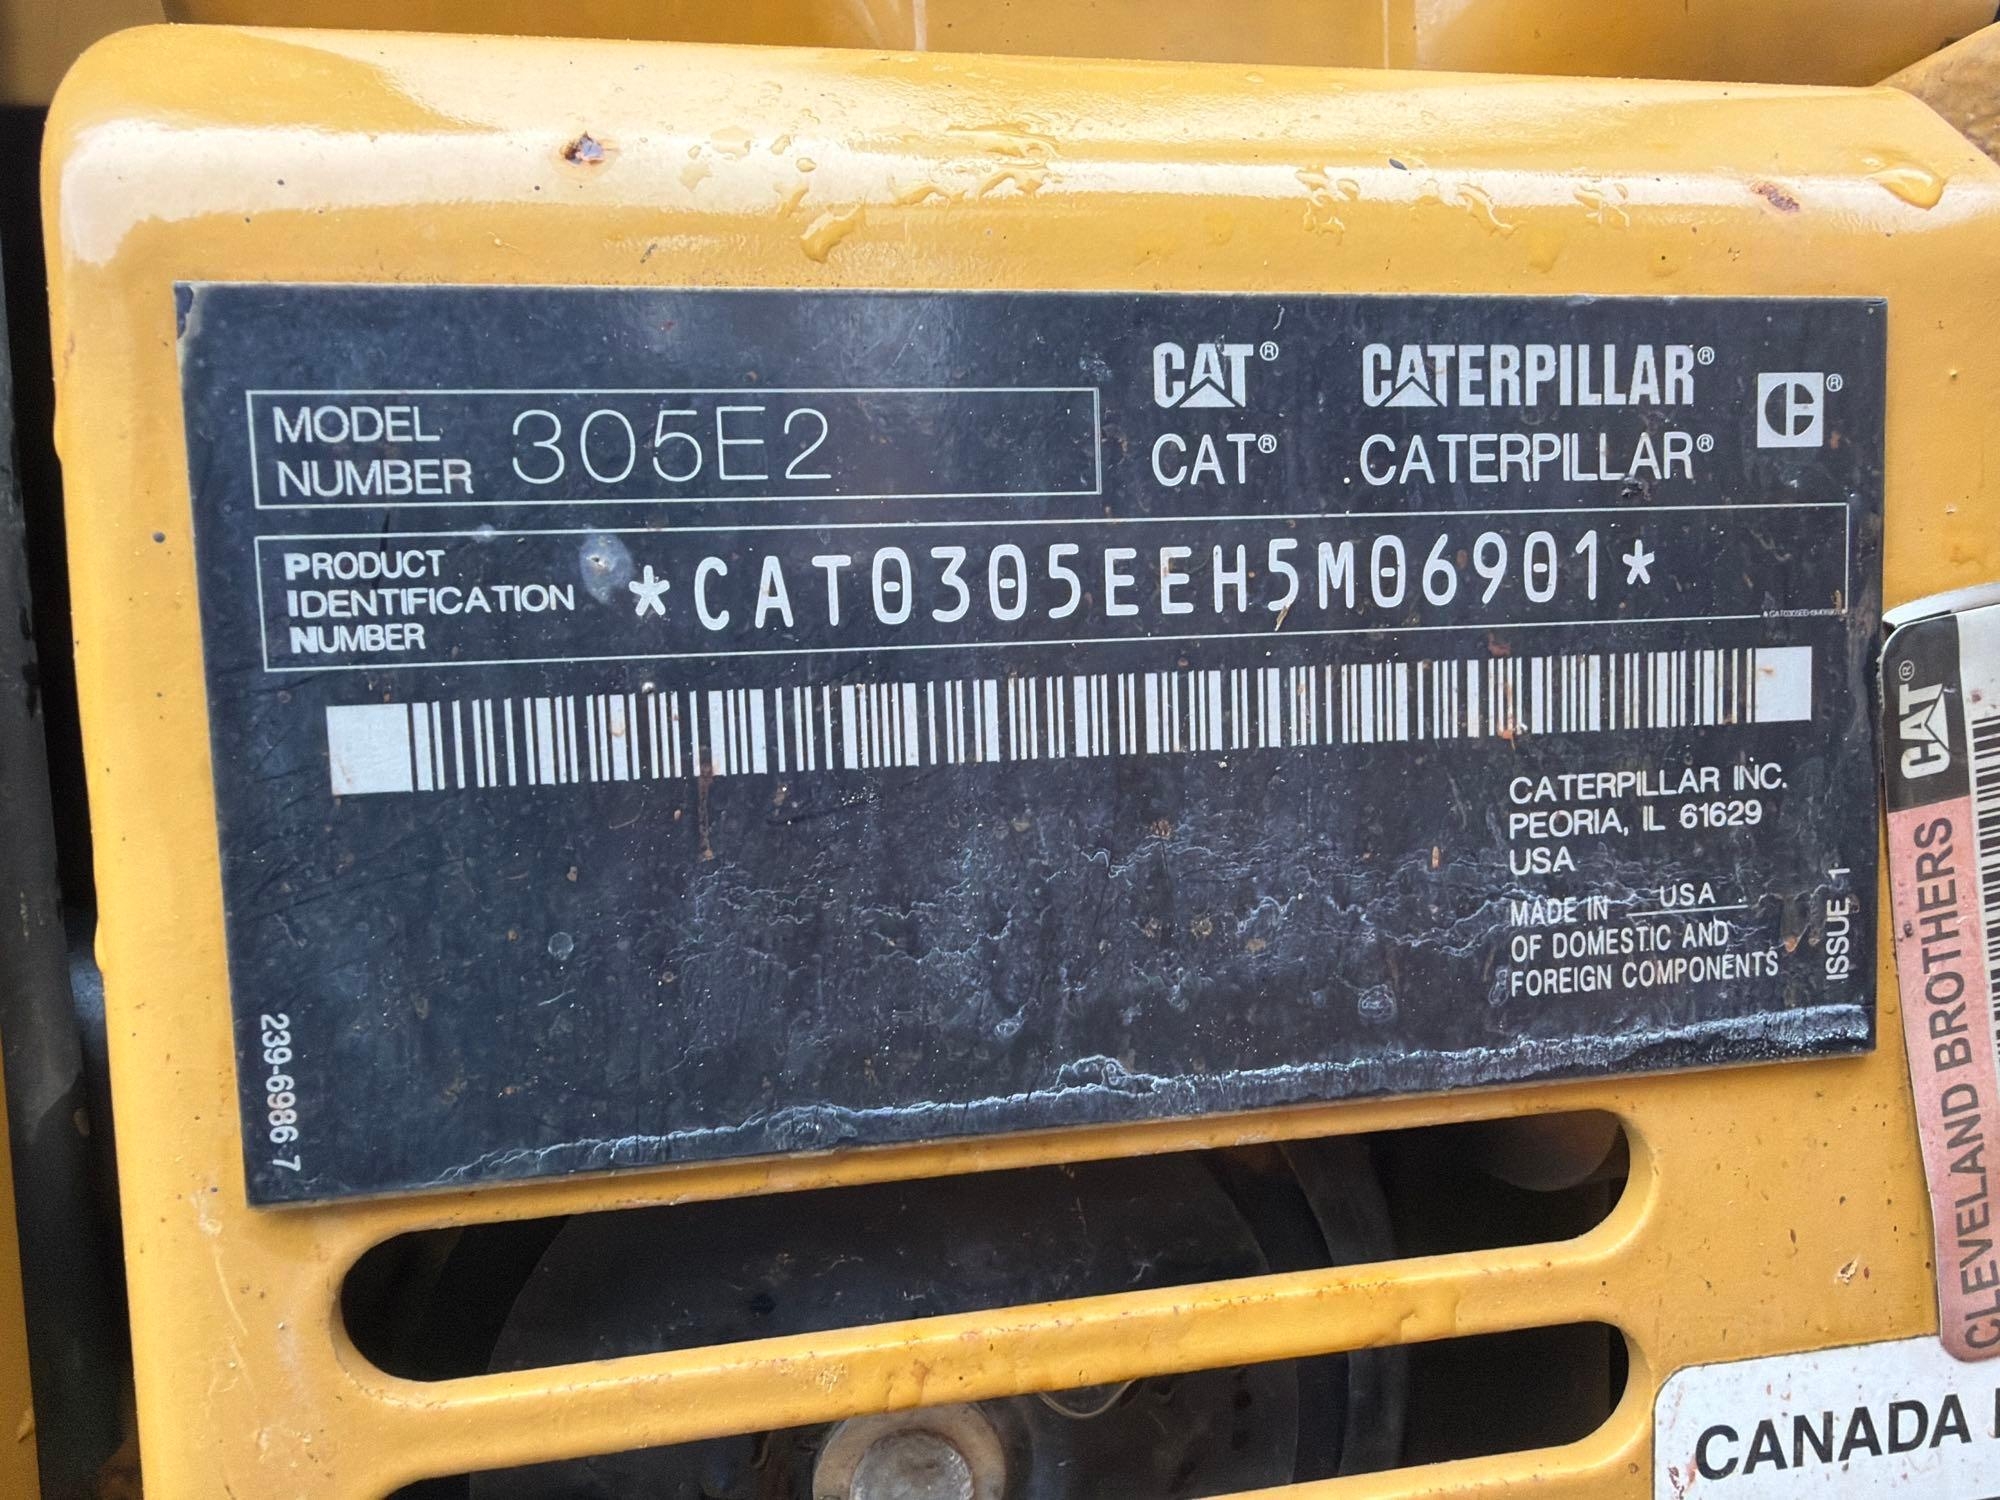 CAT® CATERPILLAR® ®
CAT® CATERPILLAR®
MODEL
NUMBER 305E2
PRODUCT
IDENTIFICATION
NUMBER
*CAT0305EEH5M06901*
CATERPILLAR INC.
PEORIA, IL 61629
USA
MADE IN USA
OF DOMESTIC AND
FOREIGN COMPONENTS
ISSUE 1
239-6986 7
CAT®
CLEVELAND BROTHERS
CANADA